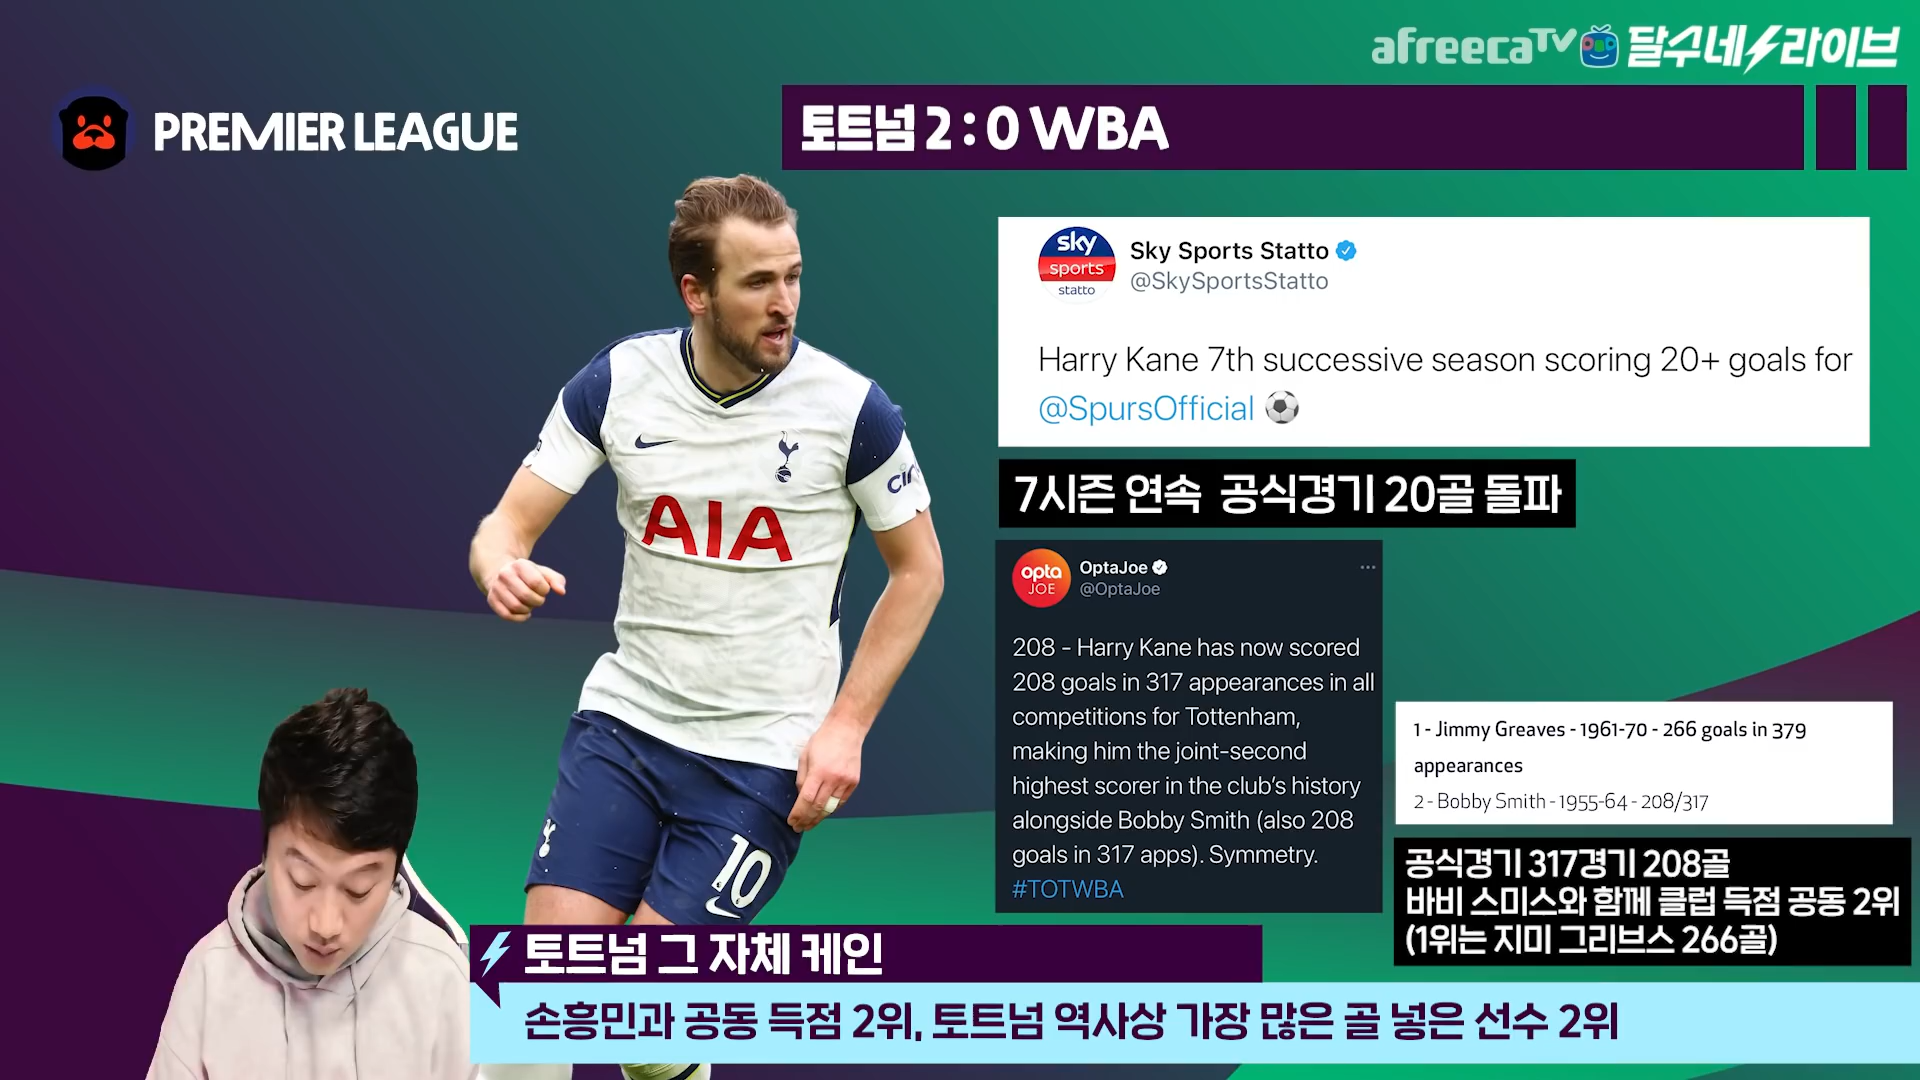 afreecaTV 달수네라이브
PREMIER LEAGUE
토트넘 2 : 0 WBA
sky
sports
statto
Sky Sports Statto
@SkySportsStatto
Harry Kane 7th successive season scoring 20+ goals for
@SpursOfficial
7시즌 연속 공식경기 20골 돌파
opta
JOE
OptaJoe
@OptaJoe
208 - Harry Kane has now scored
208 goals in 317 appearances in all
competitions for Tottenham,
making him the joint-second
highest scorer in the club's history
alongside Bobby Smith (also 208
goals in 317 apps). Symmetry.
#TOTWBA
1 - Jimmy Greaves - 1961-70 - 266 goals in 379
appearances
2 - Bobby Smith - 1955-64 - 208/317
공식경기 317경기 208골
바비 스미스와 함께 클럽 득점 공동 2위
(1위는 지미 그리브스 266골)
AIA
10
토트넘 그 자체 케인
손흥민과 공동 득점 2위, 토트넘 역사상 가장 많은 골 넣은 선수 2위